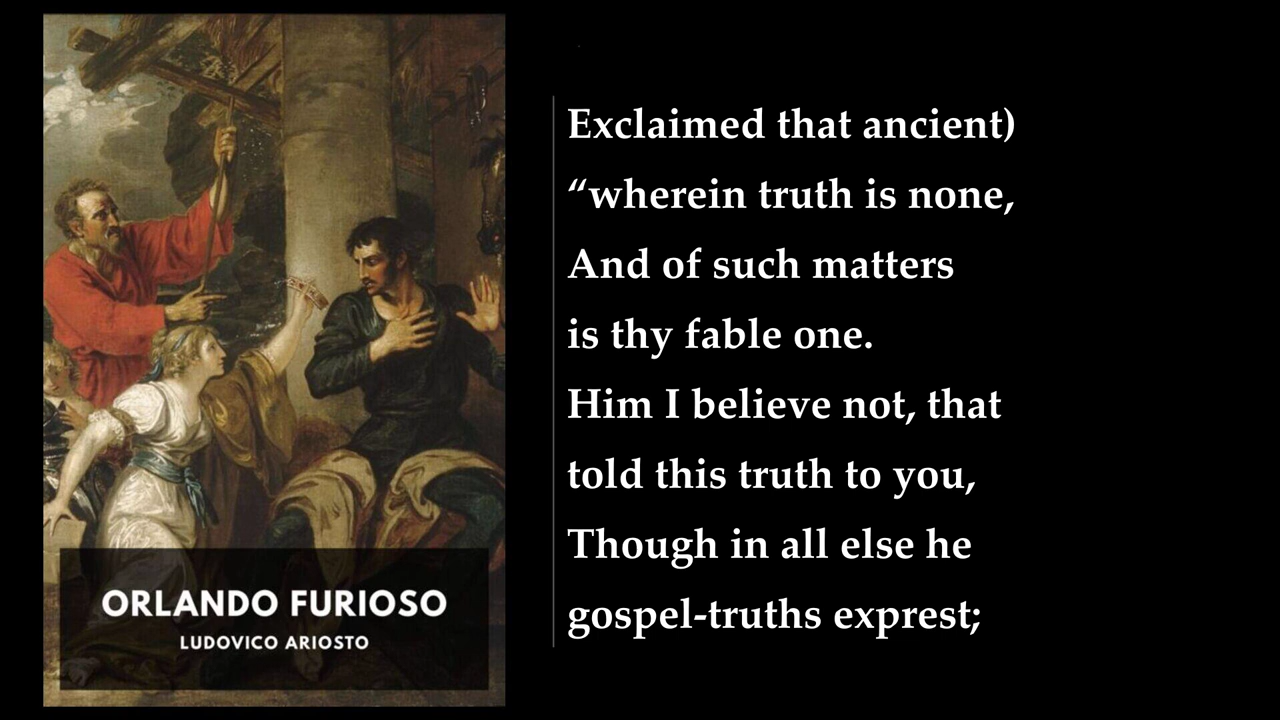 ORLANDO FURIOSO
LUDOVICO ARIOSTO
Exclaimed that ancient)
“wherein truth is none,
And of such matters
is thy fable one.
Him I believe not, that
told this truth to you,
Though in all else he
gospel-truths exprest;